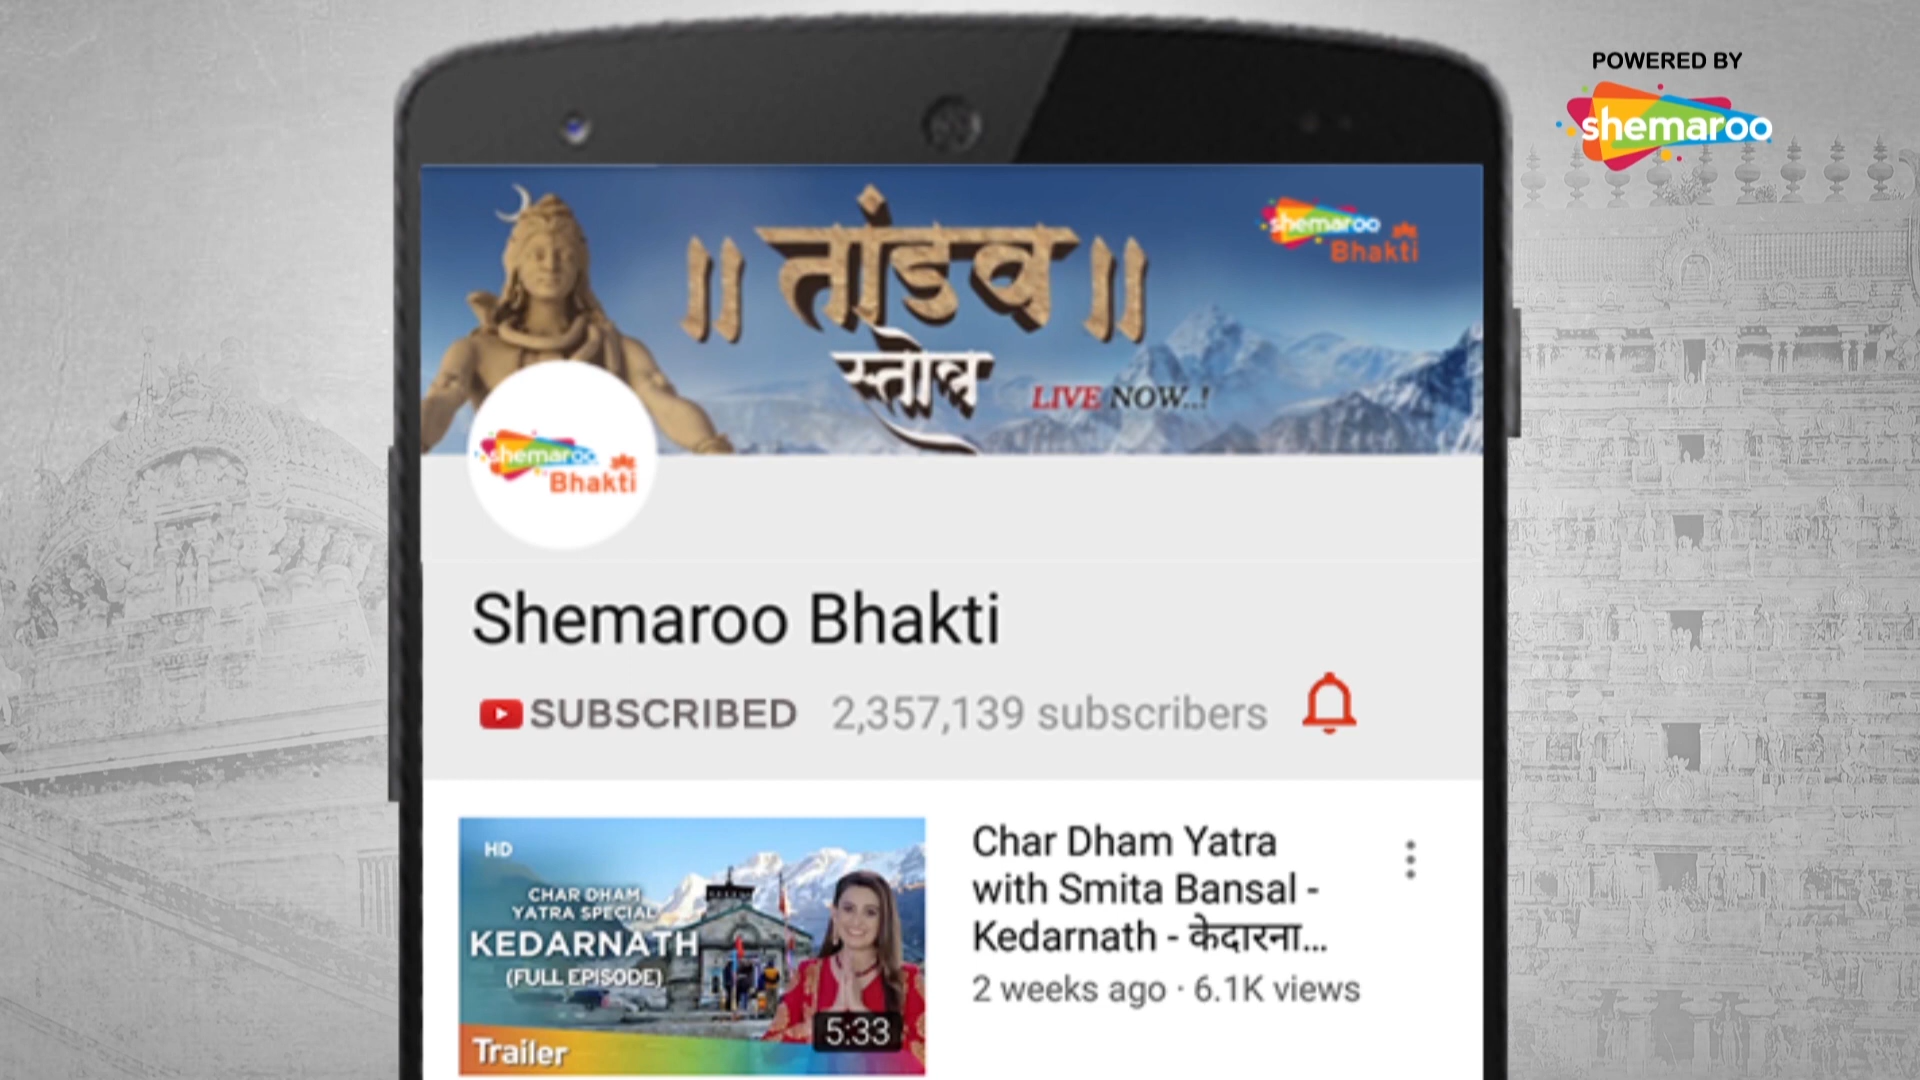 POWERED BY
shemaroo
shemaroo
Bhakti
॥ तांडव ॥
स्तोत्र
LIVE NOW..!
shemaroo
Bhakti
Shemaroo Bhakti
SUBSCRIBED 2,357,139 subscribers
HD
CHAR DHAM
YATRA SPECIAL
KEDARNATH
(FULL EPISODE)
5:33
Trailer
Char Dham Yatra
with Smita Bansal -
Kedarnath - केदारना...
2 weeks ago · 6.1K views